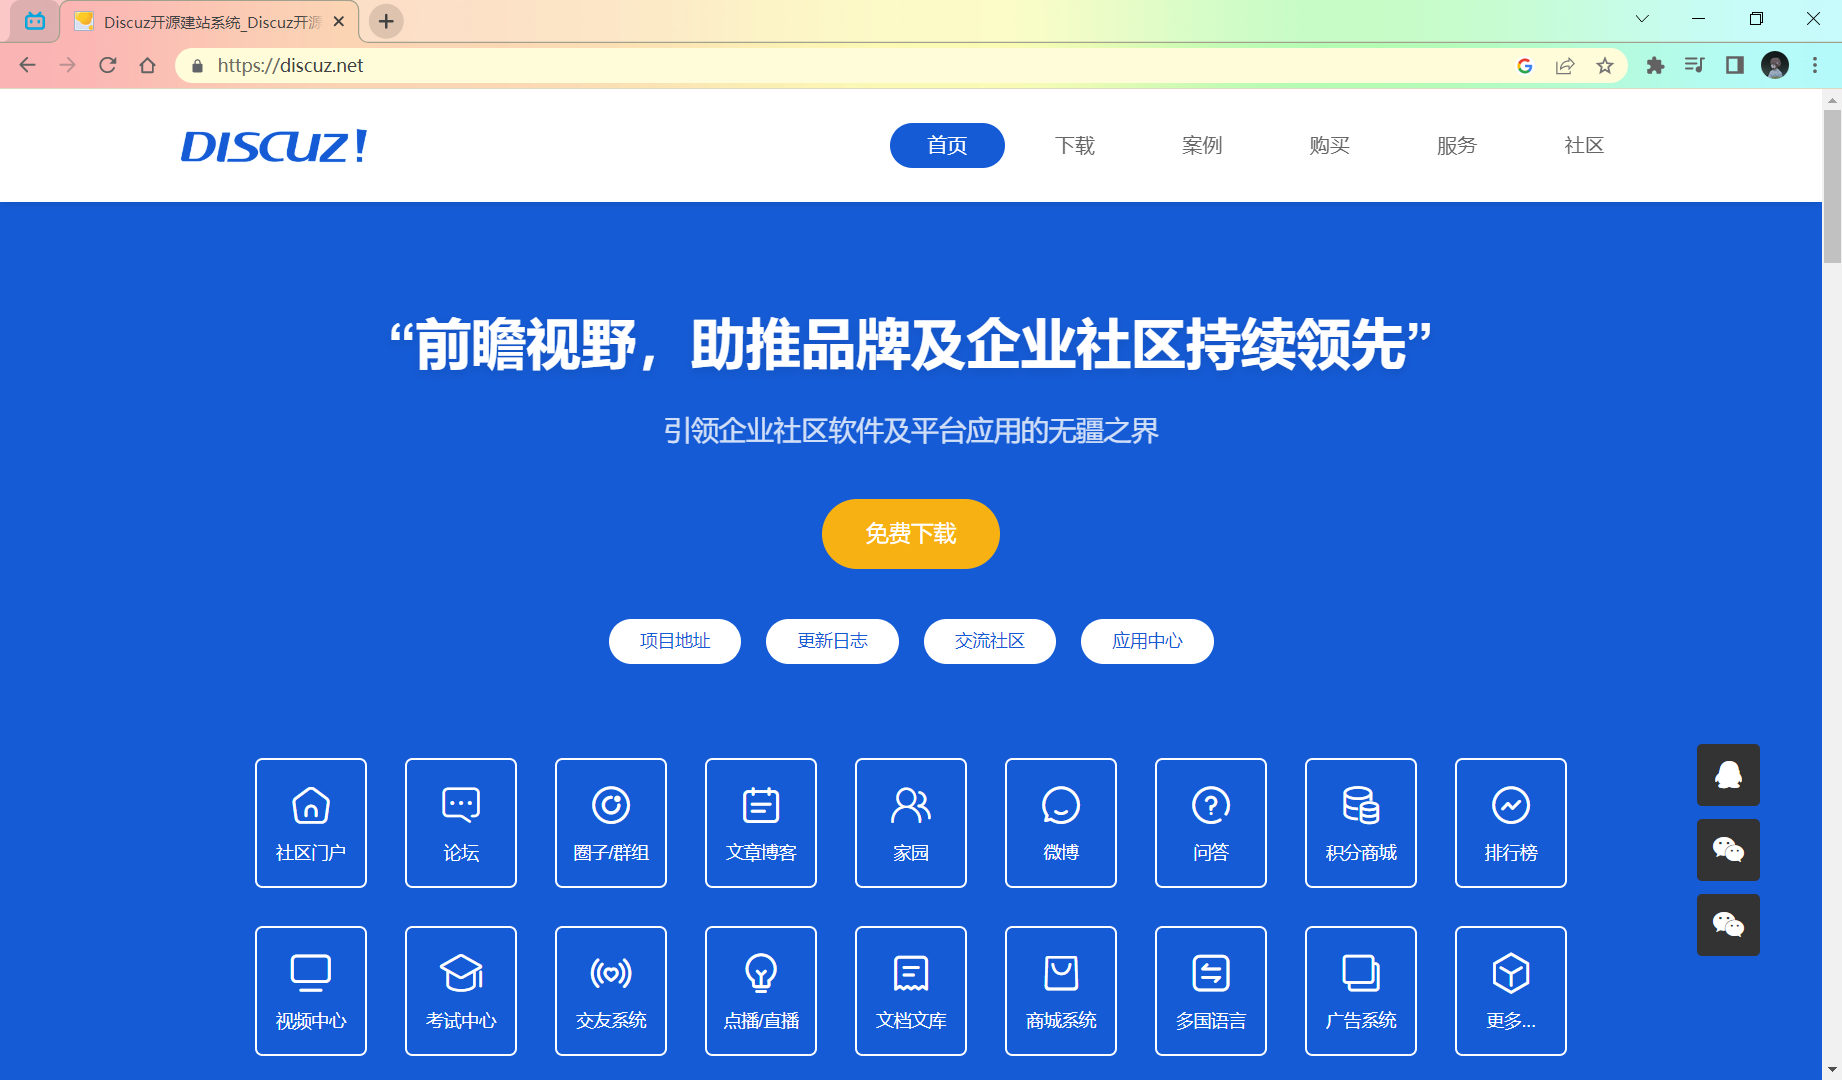 Discuz开源建站系统_Discuz开源
https://discuz.net
DISCUZ!
首页
下载
案例
购买
服务
社区
“前瞻视野，助推品牌及企业社区持续领先”
引领企业社区软件及平台应用的无疆之界
免费下载
项目地址
更新日志
交流社区
应用中心
社区门户
论坛
圈子/群组
文章博客
家园
微博
问答
积分商城
排行榜
视频中心
考试中心
交友系统
点播/直播
文档文库
商城系统
多国语言
广告系统
更多...